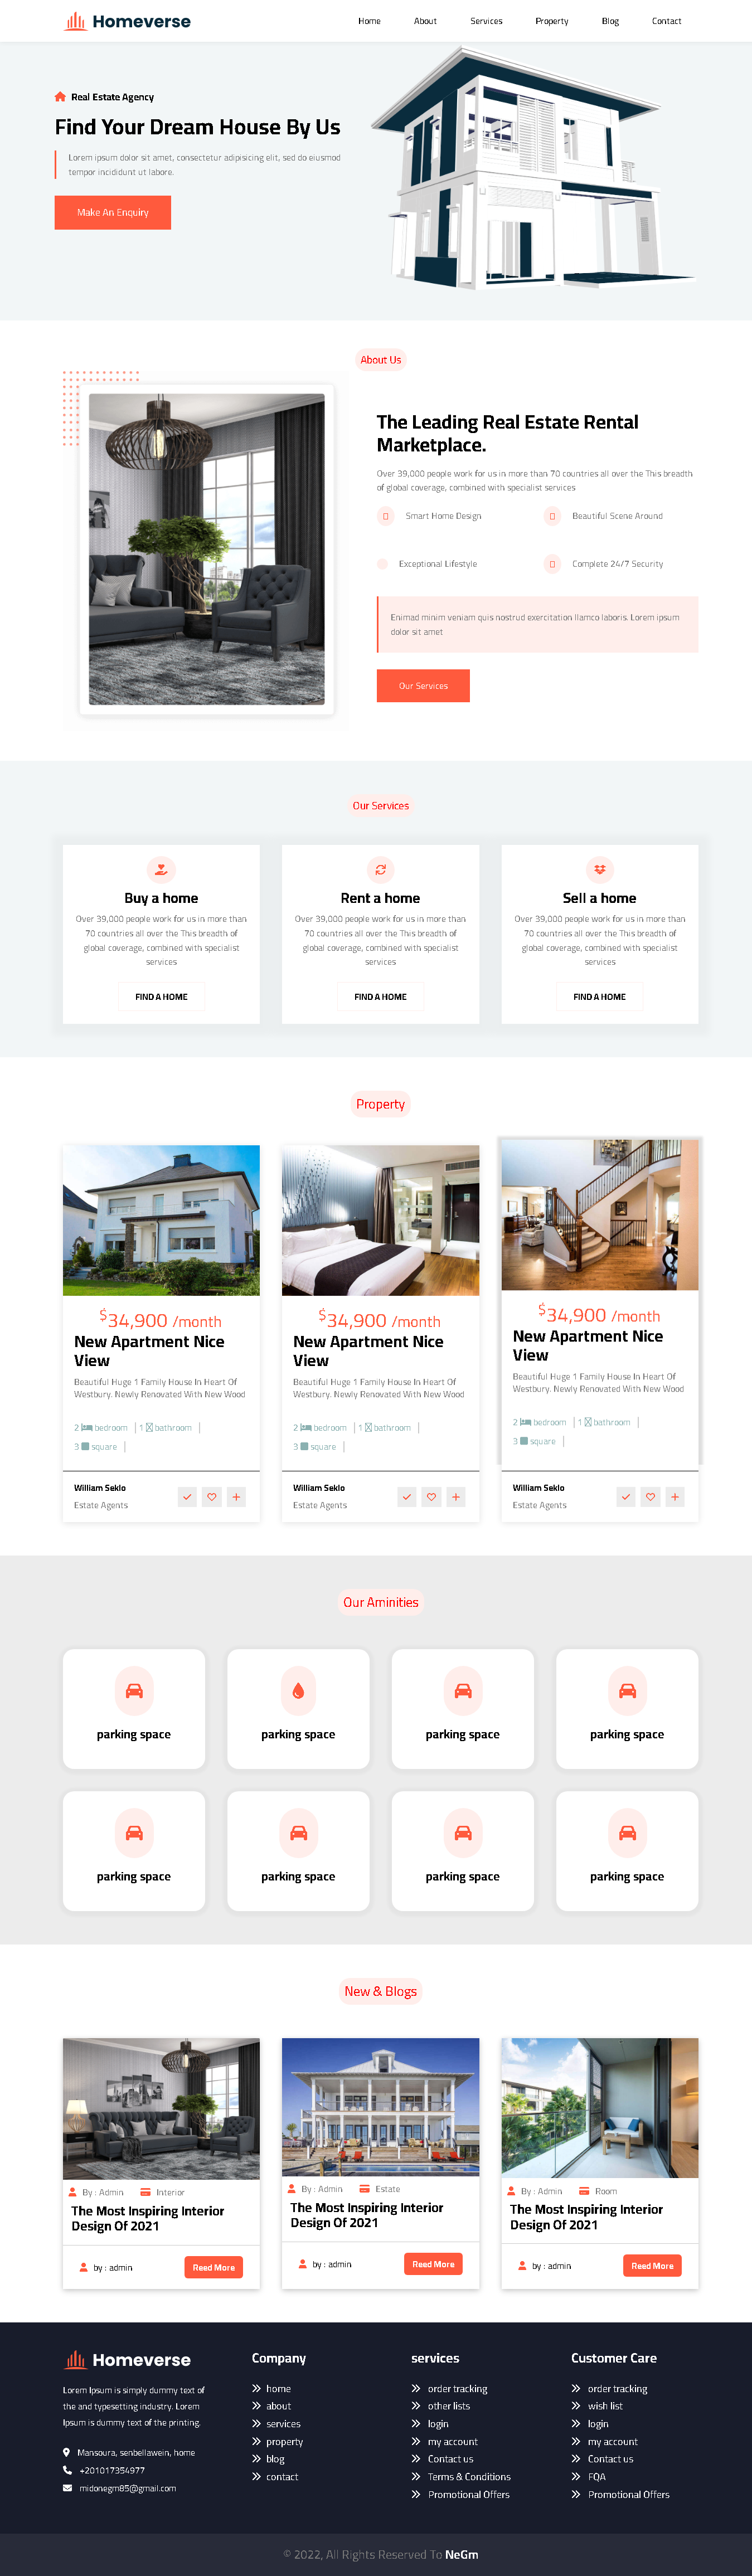 Homeverse
Home About Services Property Blog Contact
Real Estate Agency
Find Your Dream House By Us
Lorem ipsum dolor sit amet, consectetur adipisicing elit, sed do eiusmod
tempor incididunt ut labore.
Make An Enquiry
About Us
The Leading Real Estate Rental
Marketplace.
Over 39,000 people work for us in more than 70 countries all over the This breadth
of global coverage, combined with specialist services
Smart Home Design
Beautiful Scene Around
Exceptional Lifestyle
Complete 24/7 Security
Enimad minim veniam quis nostrud exercitation llamco laboris. Lorem ipsum
dolor sit amet
Our Services
Our Services
Buy a home
Over 39,000 people work for us in more than
70 countries all over the This breadth of
global coverage, combined with specialist
services
FIND A HOME
Rent a home
Over 39,000 people work for us in more than
70 countries all over the This breadth of
global coverage, combined with specialist
services
FIND A HOME
Sell a home
Over 39,000 people work for us in more than
70 countries all over the This breadth of
global coverage, combined with specialist
services
FIND A HOME
Property
$34,900 /month
New Apartment Nice
View
Beautiful Huge 1 Family House In Heart Of
Westbury. Newly Renovated With New Wood
2 bedroom | 1 bathroom |
3 square |
William Seklo
Estate Agents
$34,900 /month
New Apartment Nice
View
Beautiful Huge 1 Family House In Heart Of
Westbury. Newly Renovated With New Wood
2 bedroom | 1 bathroom |
3 square |
William Seklo
Estate Agents
$34,900 /month
New Apartment Nice
View
Beautiful Huge 1 Family House In Heart Of
Westbury. Newly Renovated With New Wood
2 bedroom | 1 bathroom |
3 square |
William Seklo
Estate Agents
Our Aminities
parking space
parking space
parking space
parking space
parking space
parking space
parking space
parking space
New & Blogs
By : Admin Interior
The Most Inspiring Interior
Design Of 2021
by : admin
Reed More
By : Admin Estate
The Most Inspiring Interior
Design Of 2021
by : admin
Reed More
By : Admin Room
The Most Inspiring Interior
Design Of 2021
by : admin
Reed More
Homeverse
Lorem Ipsum is simply dummy text of
the and typesetting industry. Lorem
Ipsum is dummy text of the printing.
Mansoura, senbellawein, home
+201017354977
midonegm85@gmail.com
Company
home
about
services
property
blog
contact
services
order tracking
other lists
login
my account
Contact us
Terms & Conditions
Promotional Offers
Customer Care
order tracking
wish list
login
my account
Contact us
FQA
Promotional Offers
© 2022, All Rights Reserved To NeGm